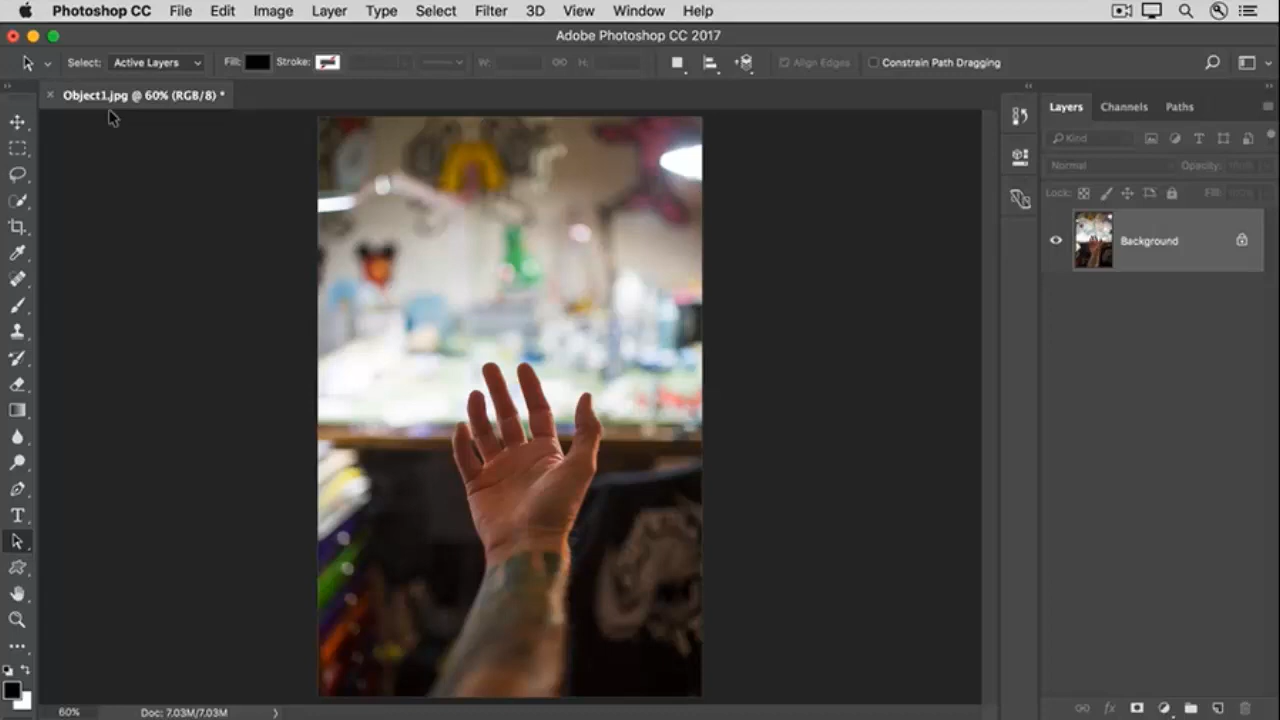 Photoshop CC File Edit Image Layer Type Select Filter 3D View Window Help
Adobe Photoshop CC 2017
Select: Active Layers Fill: Stroke: W: H: Align Edges Constrain Path Dragging
× Object1.jpg @ 60% (RGB/8) *
Layers Channels Paths
Kind
Normal Opacity:
Lock: Fill:
Background
60% Doc: 7.03M/7.03M